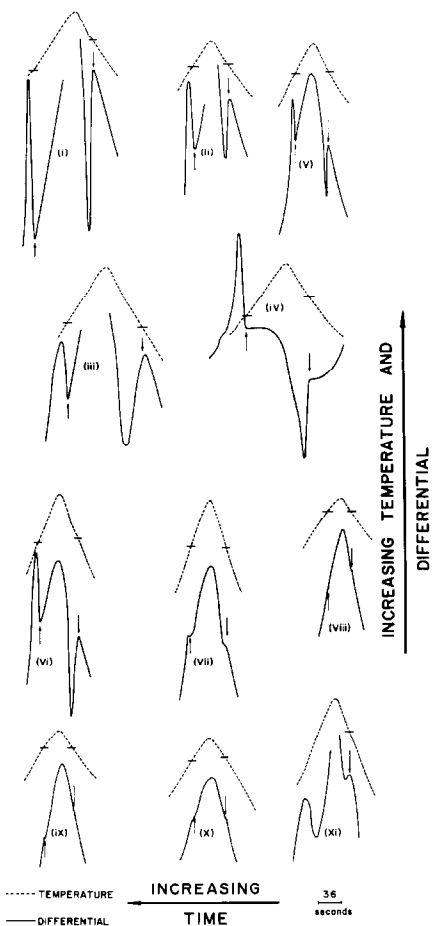 (i)
(ii)
(V)
(iii)
(iV)
(Vi)
(Vii)
(Viii)
(iX)
(X)
(Xi)
INCREASING TEMPERATURE AND
DIFFERENTIAL
TEMPERATURE
DIFFERENTIAL
INCREASING
TIME
36
seconds